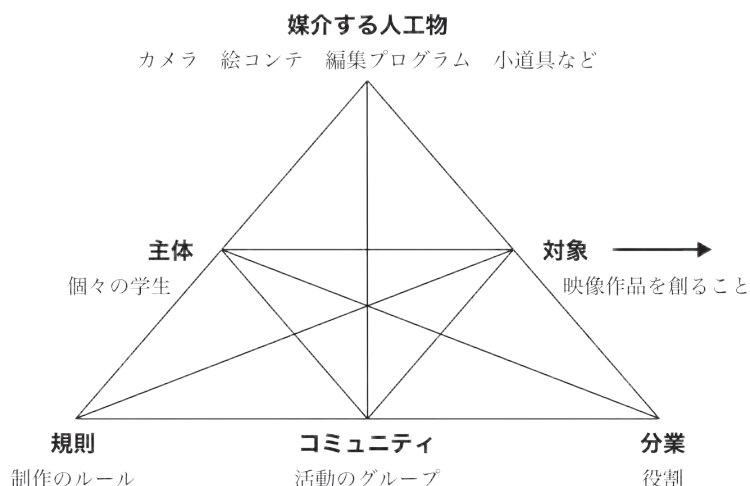 媒介する人工物
カメラ 絵コンテ 編集プログラム 小道具など
主体
対象
個々の学生
映像作品を創ること
規則
コミュニティ
分業
制作のルール
活動のグループ
役割